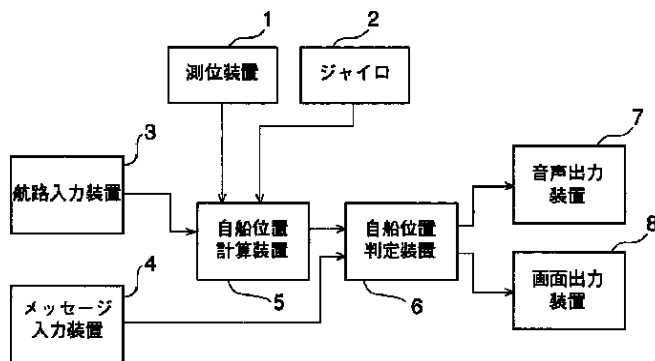 1
測位装置
2
ジャイロ
3
航路入力装置
4
メッセージ
入力装置
自船位置
計算装置
5
自船位置
判定装置
6
7
音声出力
装置
8
画面出力
装置